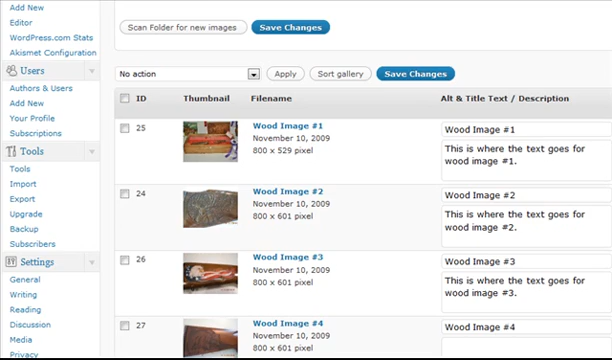 Add New
Editor
WordPress.com Stats
Akismet Configuration
Users
Authors & Users
Add New
Your Profile
Subscriptions
Tools
Tools
Import
Export
Upgrade
Backup
Subscribers
Settings
General
Writing
Reading
Discussion
Media
Privacy
Scan Folder for new images
Save Changes
No action
Apply
Sort gallery
Save Changes
ID Thumbnail Filename Alt & Title Text / Description
25
Wood Image #1
November 10, 2009
800 x 529 pixel
Wood Image #1
This is where the text goes for
wood image #1.
24
Wood Image #2
November 10, 2009
800 x 601 pixel
Wood Image #2
This is where the text goes for
wood image #2.
26
Wood Image #3
November 10, 2009
800 x 601 pixel
Wood Image #3
This is where the text goes for
wood image #3.
27
Wood Image #4
November 10, 2009
800 x 601 pixel
Wood Image #4